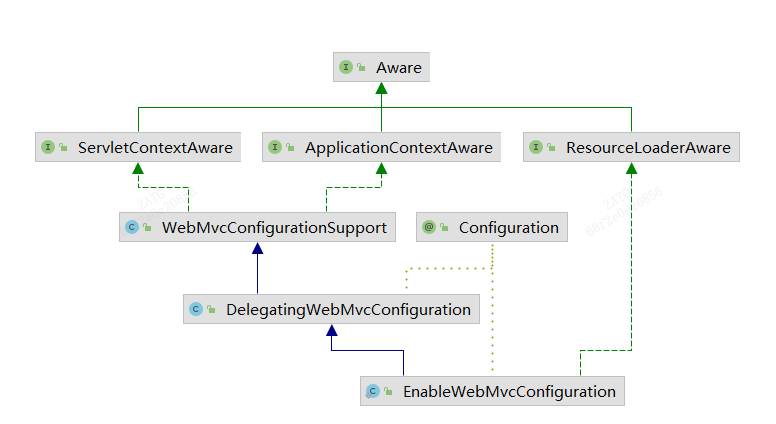 Aware
ServletContextAware
ApplicationContextAware
ResourceLoaderAware
WebMvcConfigurationSupport
Configuration
DelegatingWebMvcConfiguration
EnableWebMvcConfiguration